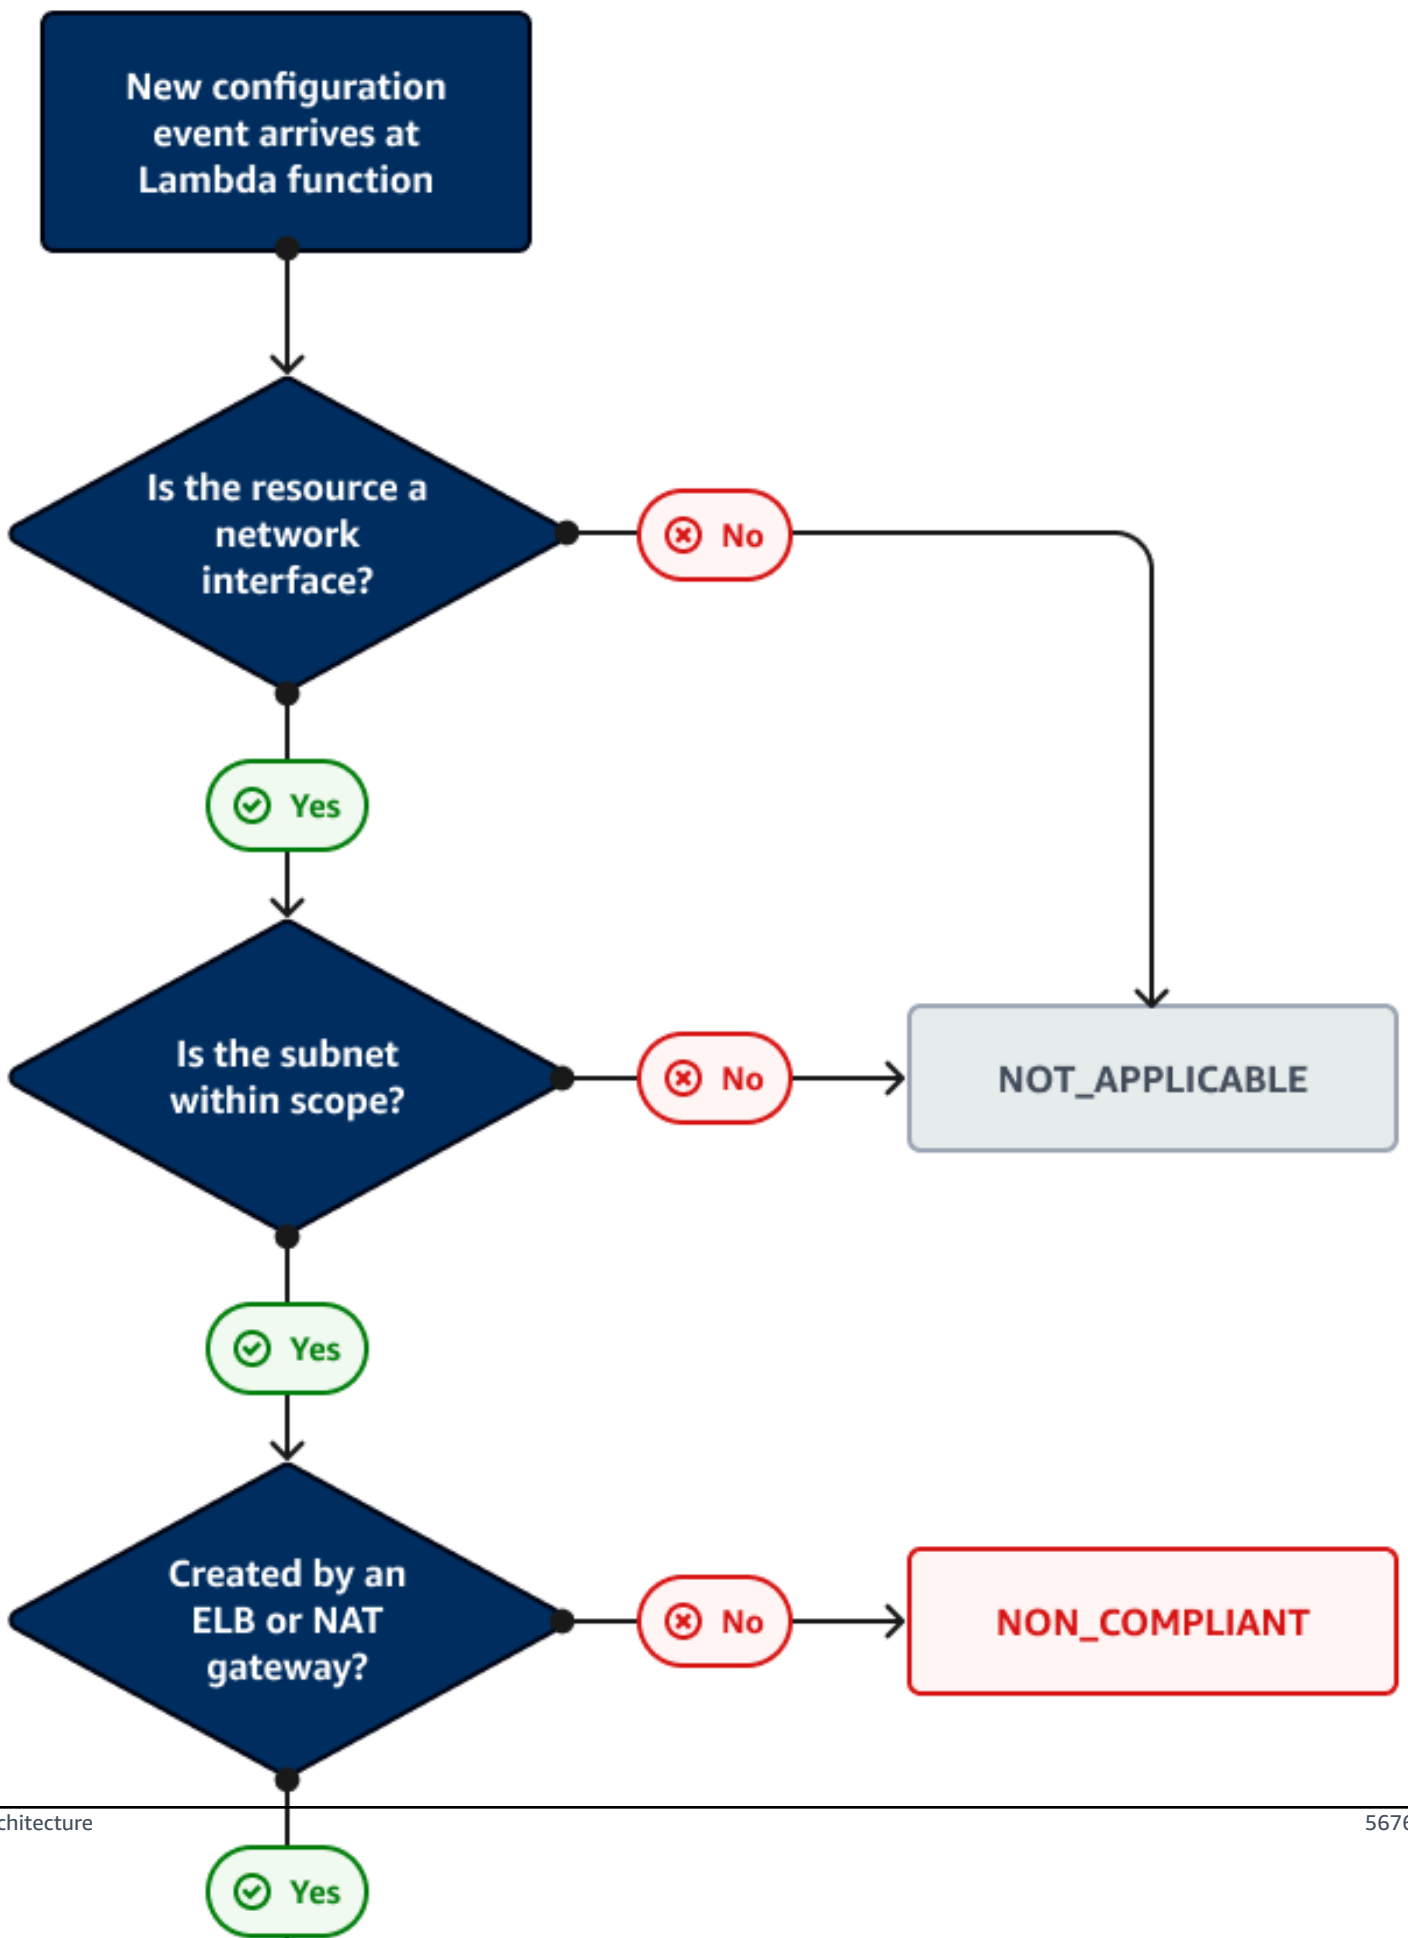 New configuration
event arrives at
Lambda function
Is the resource a
network
interface?
No
Yes
Is the subnet
within scope?
No
NOT_APPLICABLE
Yes
Created by an
ELB or NAT
gateway?
No
NON_COMPLIANT
chitecture
5676
Yes